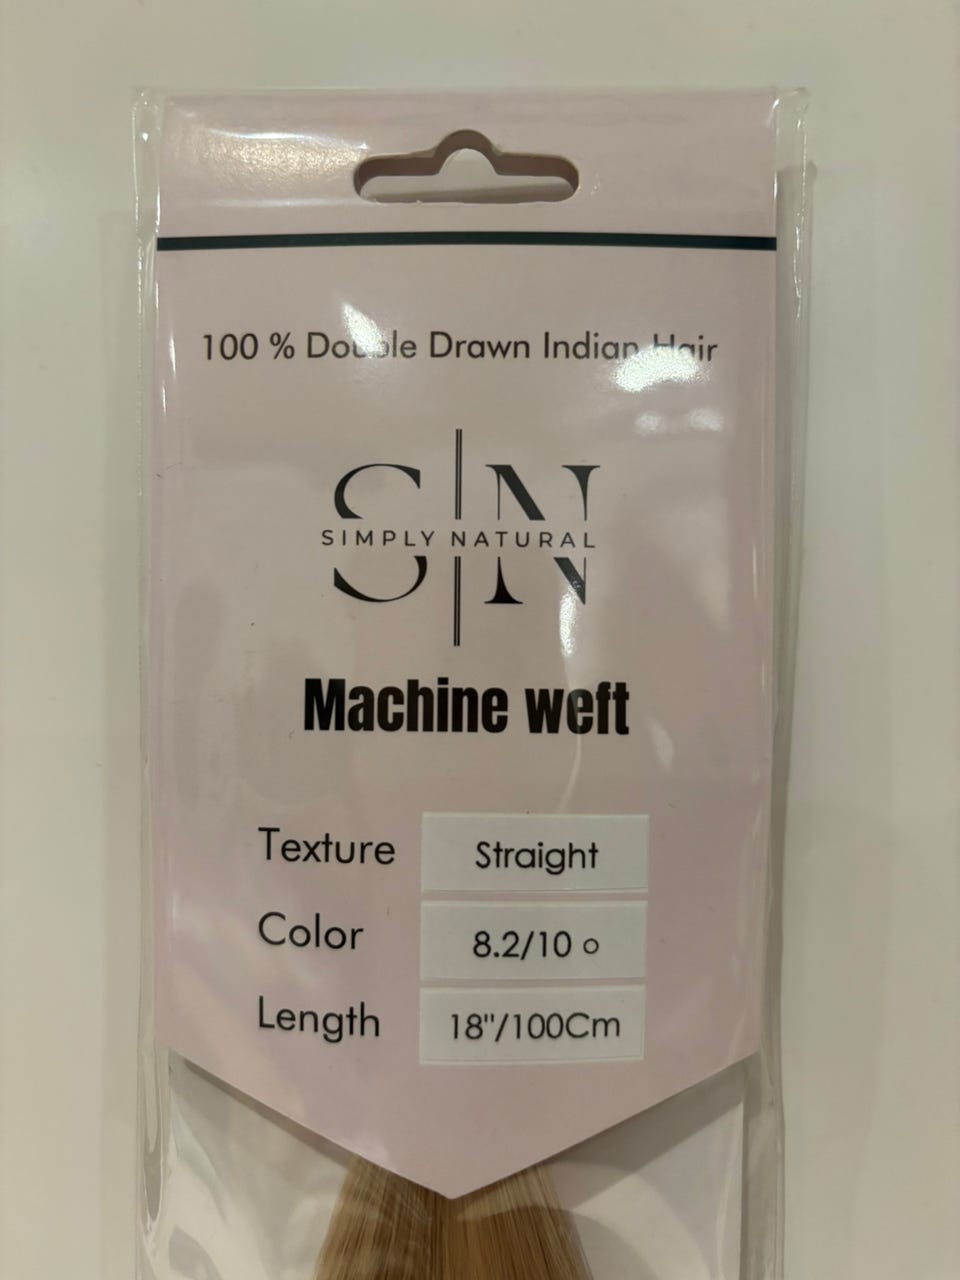 100 % Double Drawn Indian Hair
S|N
SIMPLY NATURAL
Machine weft
Texture Straight
Color 8.2/10 o
Length 18"/100Cm